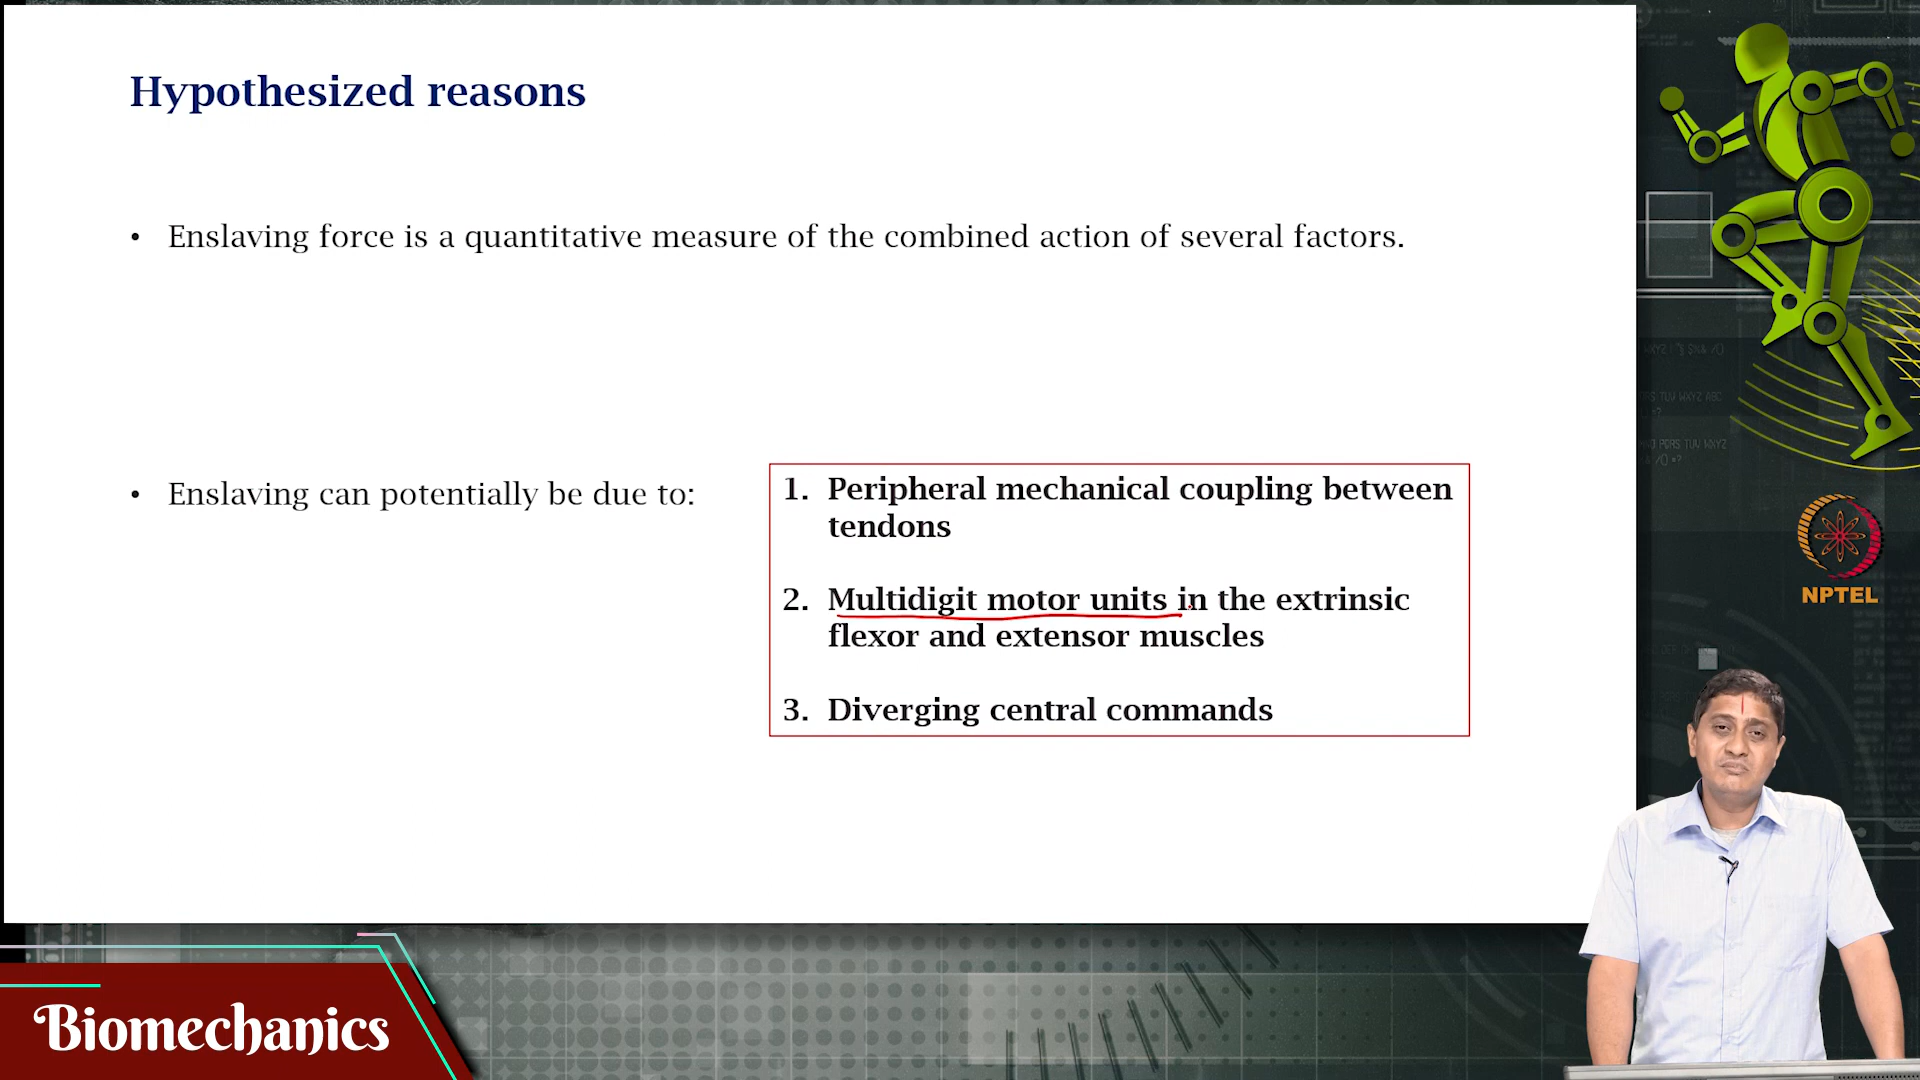 Hypothesized reasons
• Enslaving force is a quantitative measure of the combined action of several factors.
• Enslaving can potentially be due to:
1. Peripheral mechanical coupling between
tendons
2. Multidigit motor units in the extrinsic
flexor and extensor muscles
3. Diverging central commands
NPTEL
Biomechanics